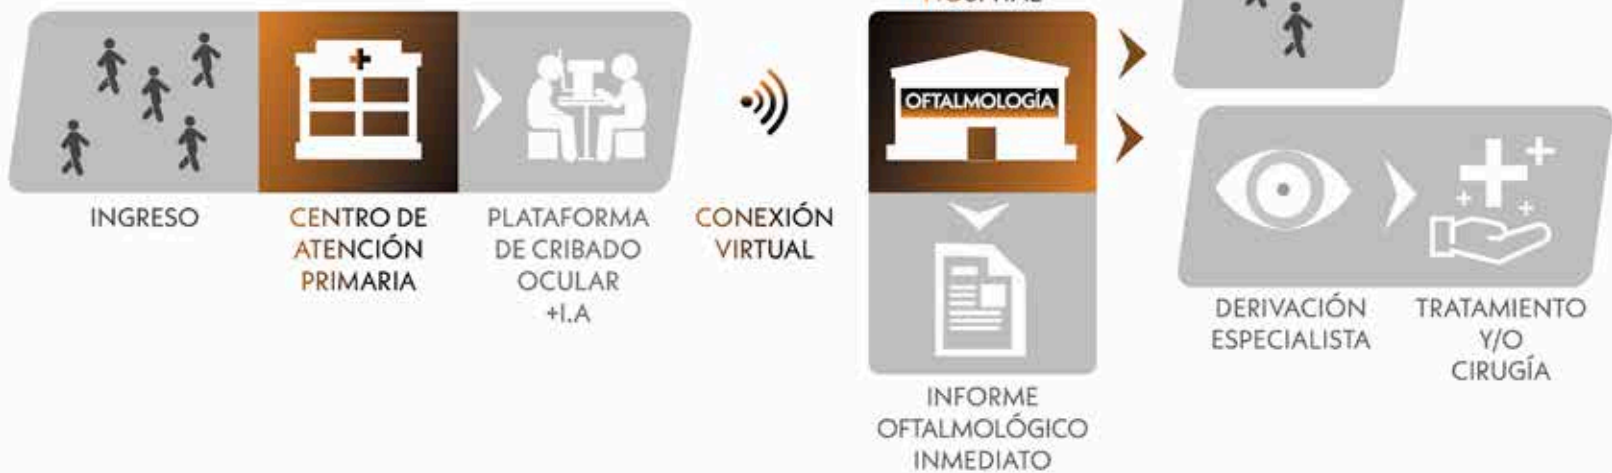 OFTALMOLOGÍA
INGRESO
CENTRO DE
ATENCIÓN
PRIMARIA
PLATAFORMA
DE CRIBADO
OCULAR
+I.A
CONEXIÓN
VIRTUAL
INFORME
OFTALMOLÓGICO
INMEDIATO
DERIVACIÓN
ESPECIALISTA
TRATAMIENTO
Y/O
CIRUGÍA